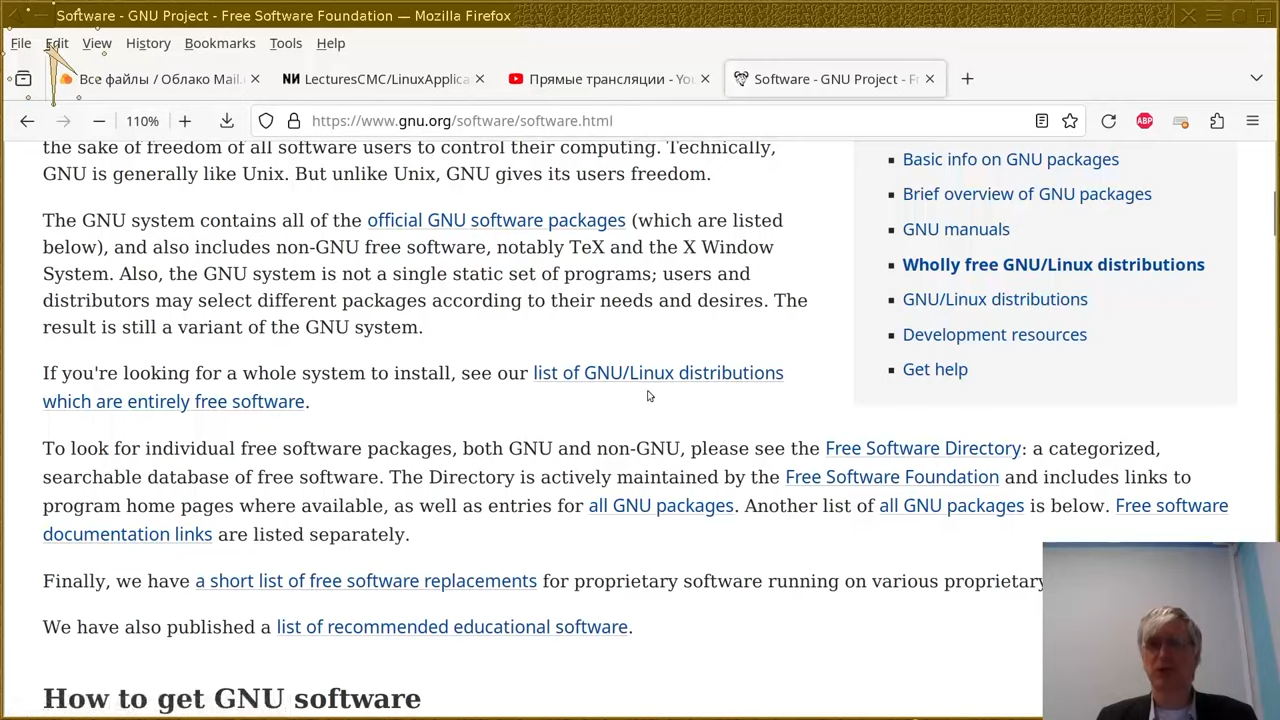 Software - GNU Project - Free Software Foundation — Mozilla Firefox
File Edit View History Bookmarks Tools Help
Все файлы / Облако Mail. LecturesCMC/LinuxApplica Прямые трансляции - You Software - GNU Project - Fr
110% https://www.gnu.org/software/software.html ABP
the sake of freedom of all software users to control their computing. Technically,
GNU is generally like Unix. But unlike Unix, GNU gives its users freedom.
The GNU system contains all of the official GNU software packages (which are listed
below), and also includes non-GNU free software, notably TeX and the X Window
System. Also, the GNU system is not a single static set of programs; users and
distributors may select different packages according to their needs and desires. The
result is still a variant of the GNU system.
Basic info on GNU packages
Brief overview of GNU packages
GNU manuals
Wholly free GNU/Linux distributions
GNU/Linux distributions
Development resources
Get help
If you're looking for a whole system to install, see our list of GNU/Linux distributions
which are entirely free software.
To look for individual free software packages, both GNU and non-GNU, please see the Free Software Directory: a categorized,
searchable database of free software. The Directory is actively maintained by the Free Software Foundation and includes links to
program home pages where available, as well as entries for all GNU packages. Another list of all GNU packages is below. Free software
documentation links are listed separately.
Finally, we have a short list of free software replacements for proprietary software running on various proprietary
We have also published a list of recommended educational software.
How to get GNU software